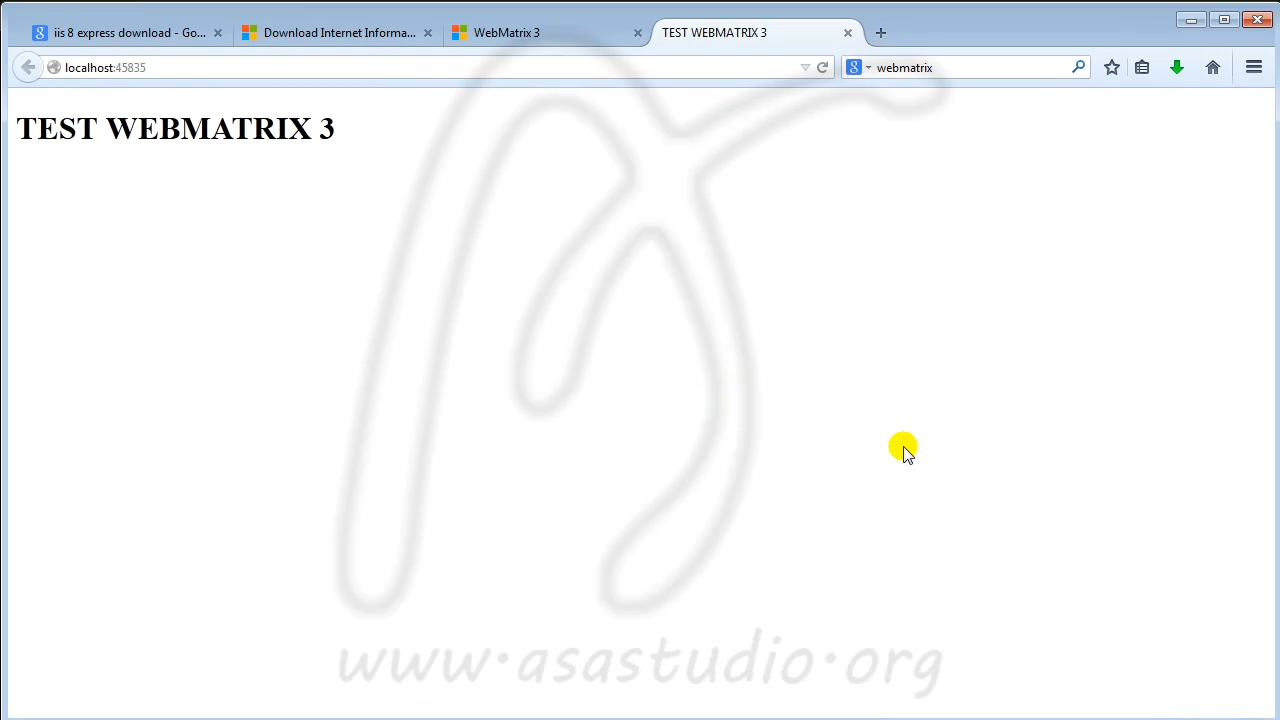 iis 8 express download - Go...
Download Internet Informa...
WebMatrix 3
TEST WEBMATRIX 3
localhost:45835
webmatrix
TEST WEBMATRIX 3
www.asastudio.org